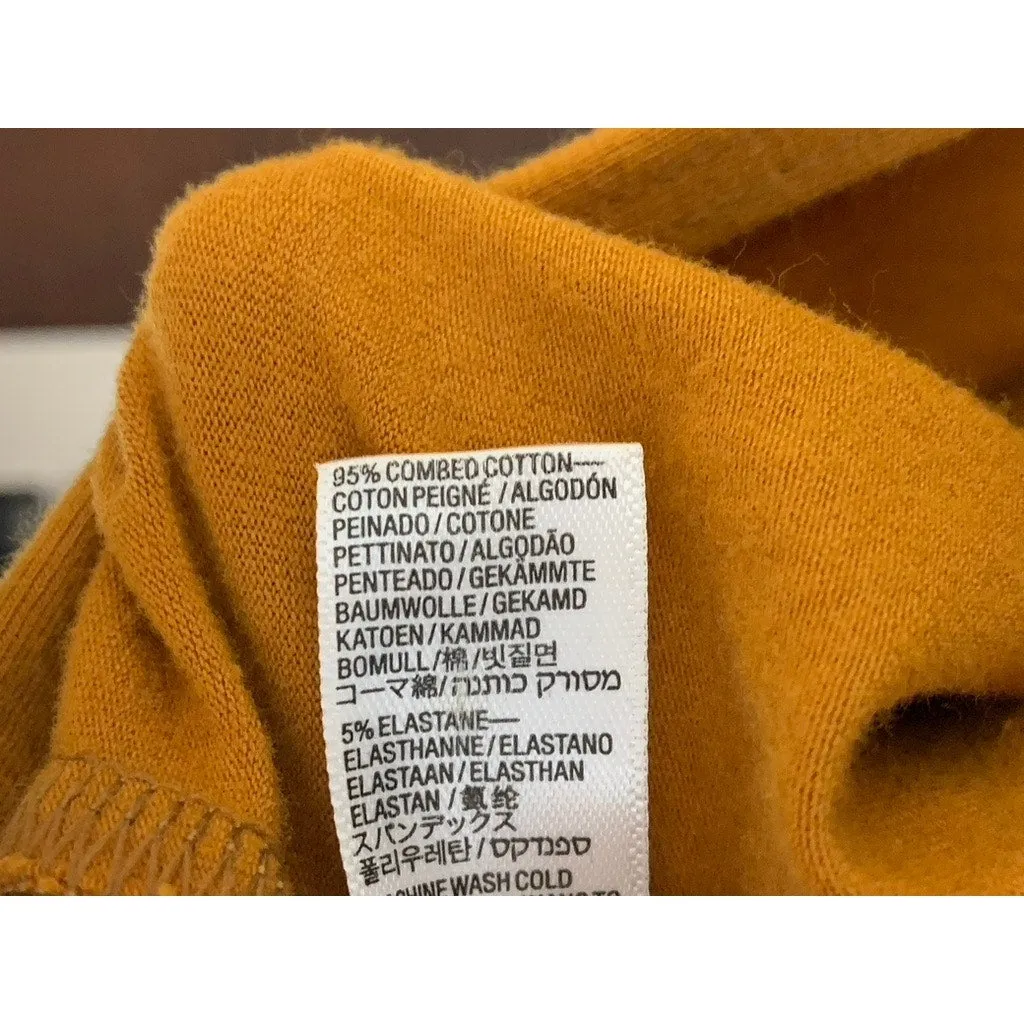 95% COMBED COTTON—
COTON PEIGNÉ / ALGODÓN
PEINADO / COTONE
PETTINATO / ALGODÃO
PENTEADO / GEKÄMMTE
BAUMWOLLE / GEKAMD
KATOEN / KAMMAD
BOMULL / 棉 / 빗질면
コーマ綿 / מסורק כותנה
5% ELASTANE—
ELASTHANNE / ELASTANO
ELASTAAN / ELASTHAN
ELASTAN / 氨纶
スパンデックス
폴리우레탄 / ספנדקס
WASH COLD